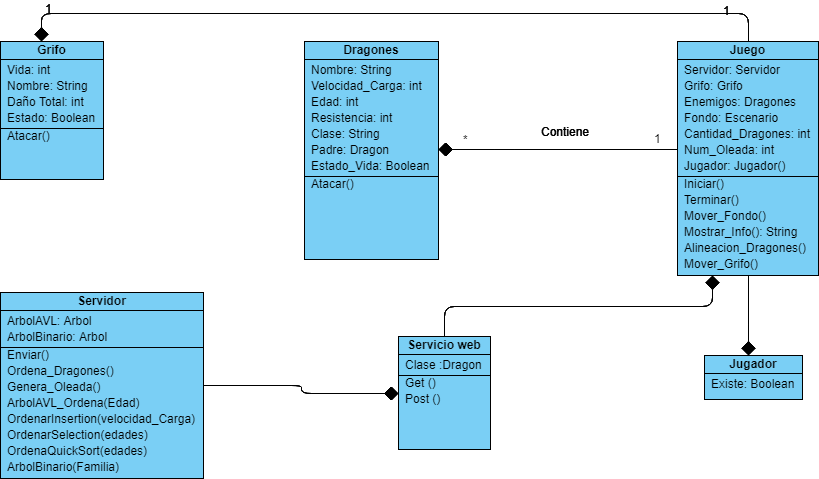 1
1
Grifo
Vida: int
Nombre: String
Daño Total: int
Estado: Boolean
Atacar()
Dragones
Nombre: String
Velocidad_Carga: int
Edad: int
Resistencia: int
Clase: String
Padre: Dragon
Estado_Vida: Boolean
Atacar()
*
Contiene
1
Juego
Servidor: Servidor
Grifo: Grifo
Enemigos: Dragones
Fondo: Escenario
Cantidad_Dragones: int
Num_Oleada: int
Jugador: Jugador()
Iniciar()
Terminar()
Mover_Fondo()
Mostrar_Info(): String
Alineacion_Dragones()
Mover_Grifo()
Servidor
ArbolAVL: Arbol
ArbolBinario: Arbol
Enviar()
Ordena_Dragones()
Genera_Oleada()
ArbolAVL_Ordena(Edad)
OrdenarInsertion(velocidad_Carga)
OrdenarSelection(edades)
OrdenaQuickSort(edades)
ArbolBinario(Familia)
Servicio web
Clase :Dragon
Get ()
Post ()
Jugador
Existe: Boolean